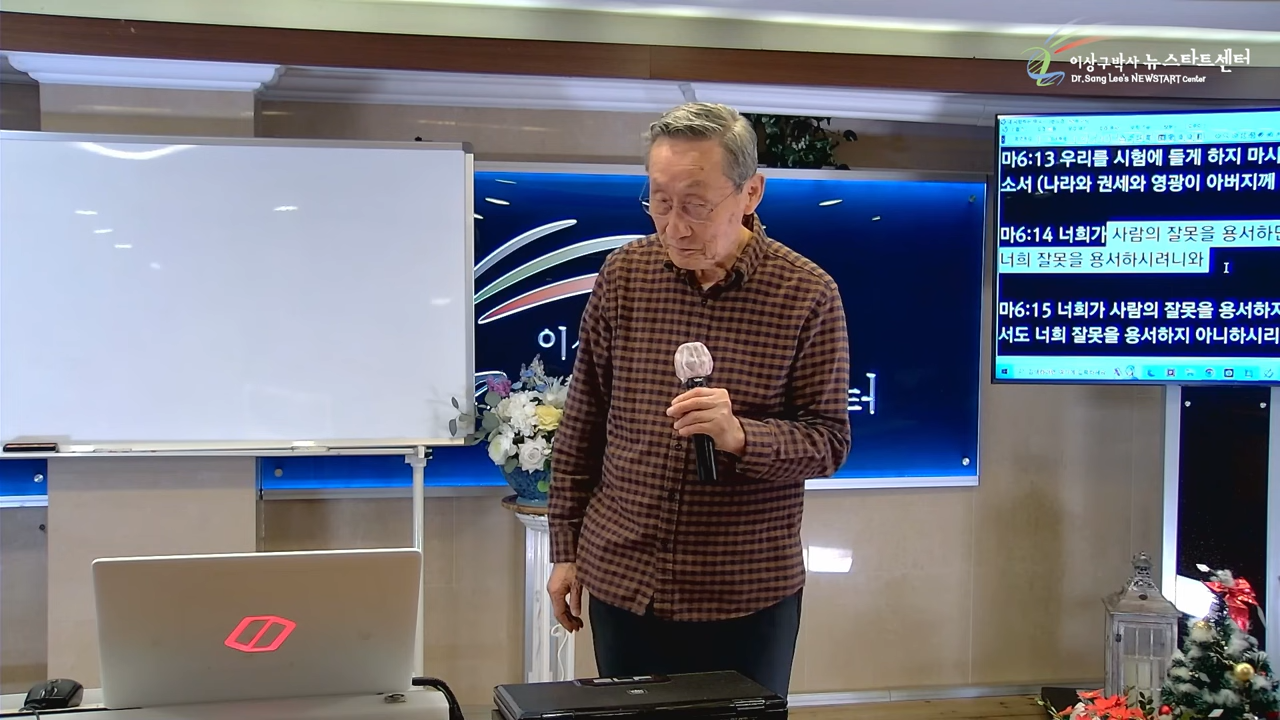 이상구박사 뉴스타트센터
Dr. Sang Lee's NEWSTART Center
마6:13 우리를 시험에 들게 하지 마시
소서 (나라와 권세와 영광이 아버지께
마6:14 너희가 사람의 잘못을 용서하면
너희 잘못을 용서하시려니와
마6:15 너희가 사람의 잘못을 용서하지
서도 너희 잘못을 용서하지 아니하시리
이
터